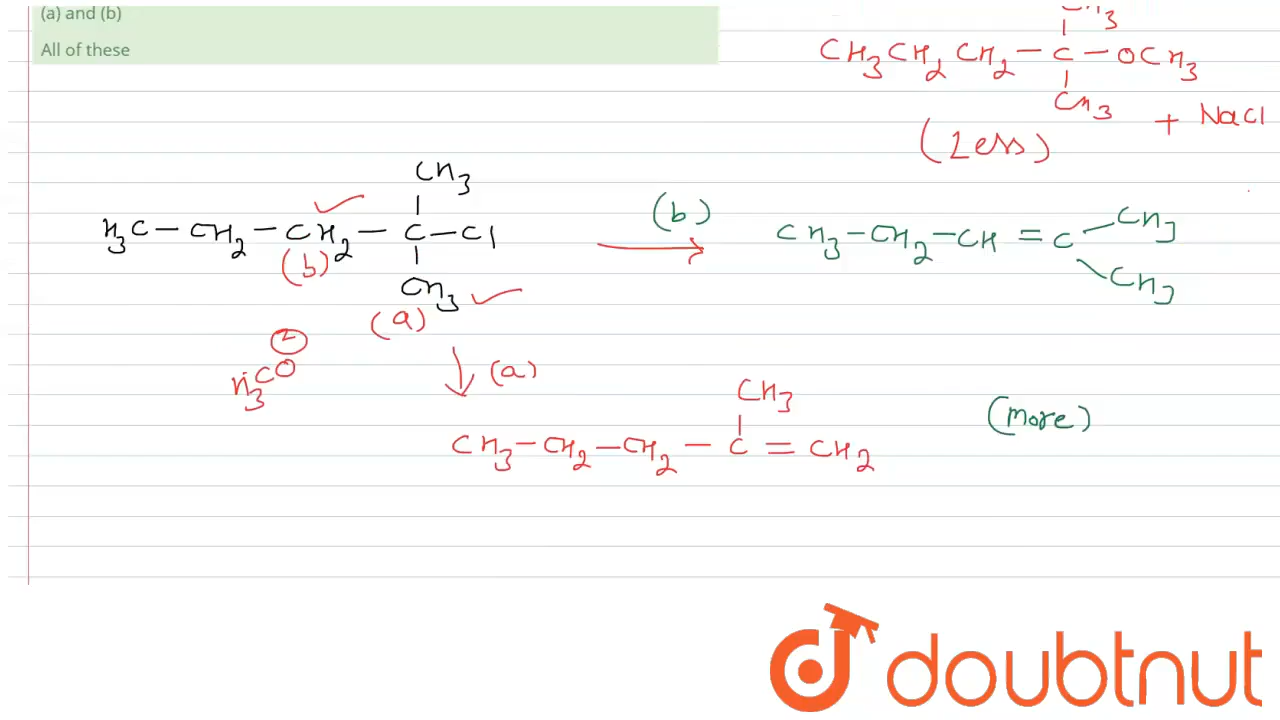 (a) and (b)
All of these
CH3
CH3CH2CH2 – C – OCH3
CH3
+ NaCl
(Less)
CH3
H3C – CH2 – CH2 – C – Cl
(b)
CH3
(a)
(b)
CH3 – CH2 – CH = C
CH3
CH3
H3CO
(a)
CH3
CH3 – CH2 – CH2 – C = CH2
(more)
doubtnut